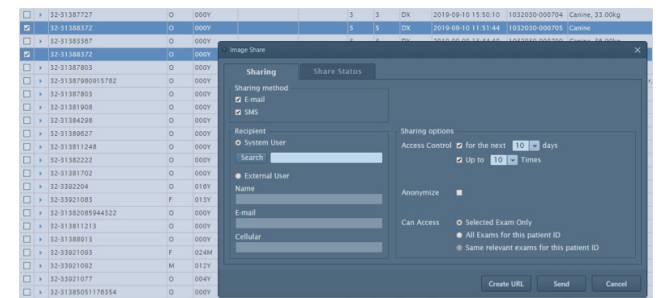 32-31387727 O 000Y 3 3 DX 2019-09-10 15:50:10 1032030-000704 Canine, 33.00kg
32-31388372 O 000Y 5 5 DX 2019-09-10 11:51:44 1032030-000705 Canine
32-31383387 O 000Y
32-31388372 O 000Y
Image Share
32-31387803 O 000Y
Sharing Share Status
32-31387980915782 O 000Y
Sharing method
32-31387803 O 000Y
E-mail
32-31381908 O 000Y
SMS
32-31384298 O 000Y
Recipient Sharing options
32-31389627 O 000Y
System User Access Control for the next 10 days
32-313811248 O 000Y
Search Up to 10 Times
32-31382222 O 000Y
32-31381702 O 000Y
External User
32-3392204 O 016Y
Name Anonymize
32-33921083 F 013Y
32-31382085944322 O 000Y
E-mail
32-313811213 O 000Y
Can Access Selected Exam Only
32-31388913 O 000Y
Cellular All Exams for this patient ID
32-33921093 F 024M
Same relevant exams for this patient ID
32-33921092 M 012Y
32-33921077 O 004Y
Create URL Send Cancel
32-31385051176354 O 000Y